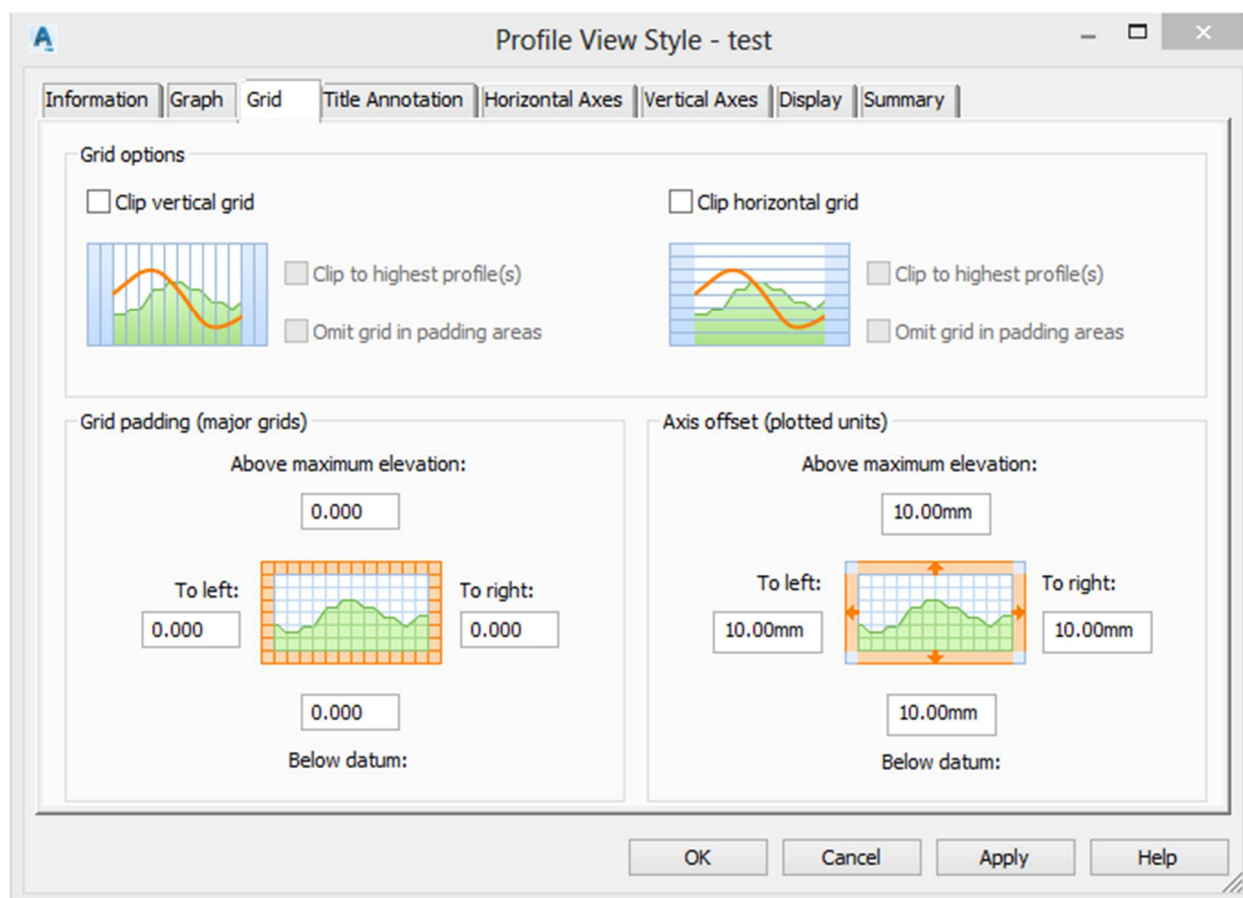 Profile View Style - test
Information Graph Grid Title Annotation Horizontal Axes Vertical Axes Display Summary
Grid options
Clip vertical grid
Clip to highest profile(s)
Omit grid in padding areas
Clip horizontal grid
Clip to highest profile(s)
Omit grid in padding areas
Grid padding (major grids)
Above maximum elevation:
0.000
To left:
0.000
To right:
0.000
0.000
Below datum:
Axis offset (plotted units)
Above maximum elevation:
10.00mm
To left:
10.00mm
To right:
10.00mm
10.00mm
Below datum:
OK Cancel Apply Help